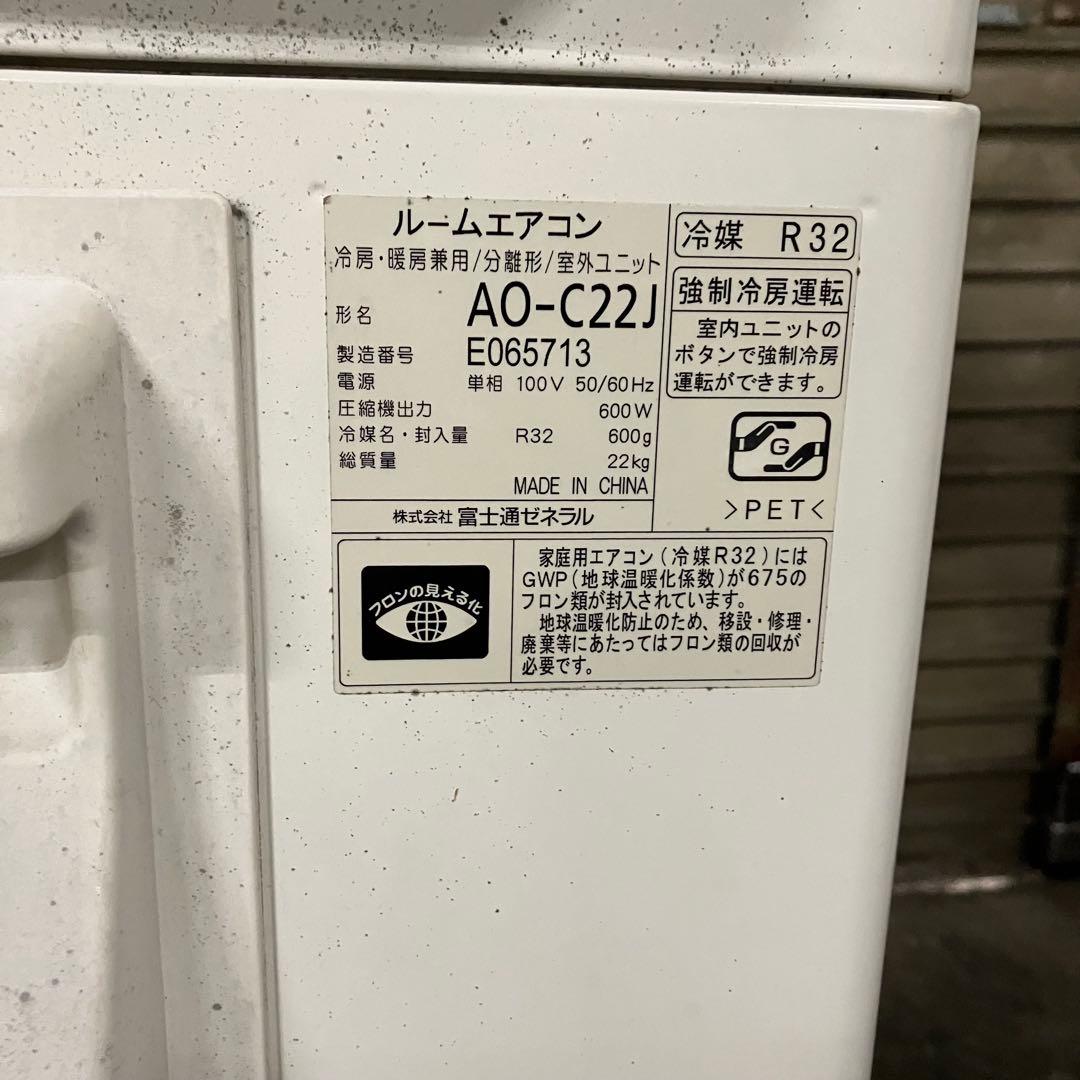 ルームエアコン
冷房・暖房兼用/分離形/室外ユニット
形名 AO-C22J
製造番号 E065713
電源 単相 100V 50/60Hz
圧縮機出力 600W
冷媒名・封入量 R32 600g
総質量 22kg
MADE IN CHINA
株式会社 富士通ゼネラル
冷媒 R32
強制冷房運転
室内ユニットの
ボタンで強制冷房
運転ができます。
G
>PET<
フロンの見える化
家庭用エアコン(冷媒R32)には
GWP(地球温暖化係数)が675の
フロン類が封入されています。
地球温暖化防止のため、移設・修理・
廃棄等にあたってはフロン類の回収が
必要です。